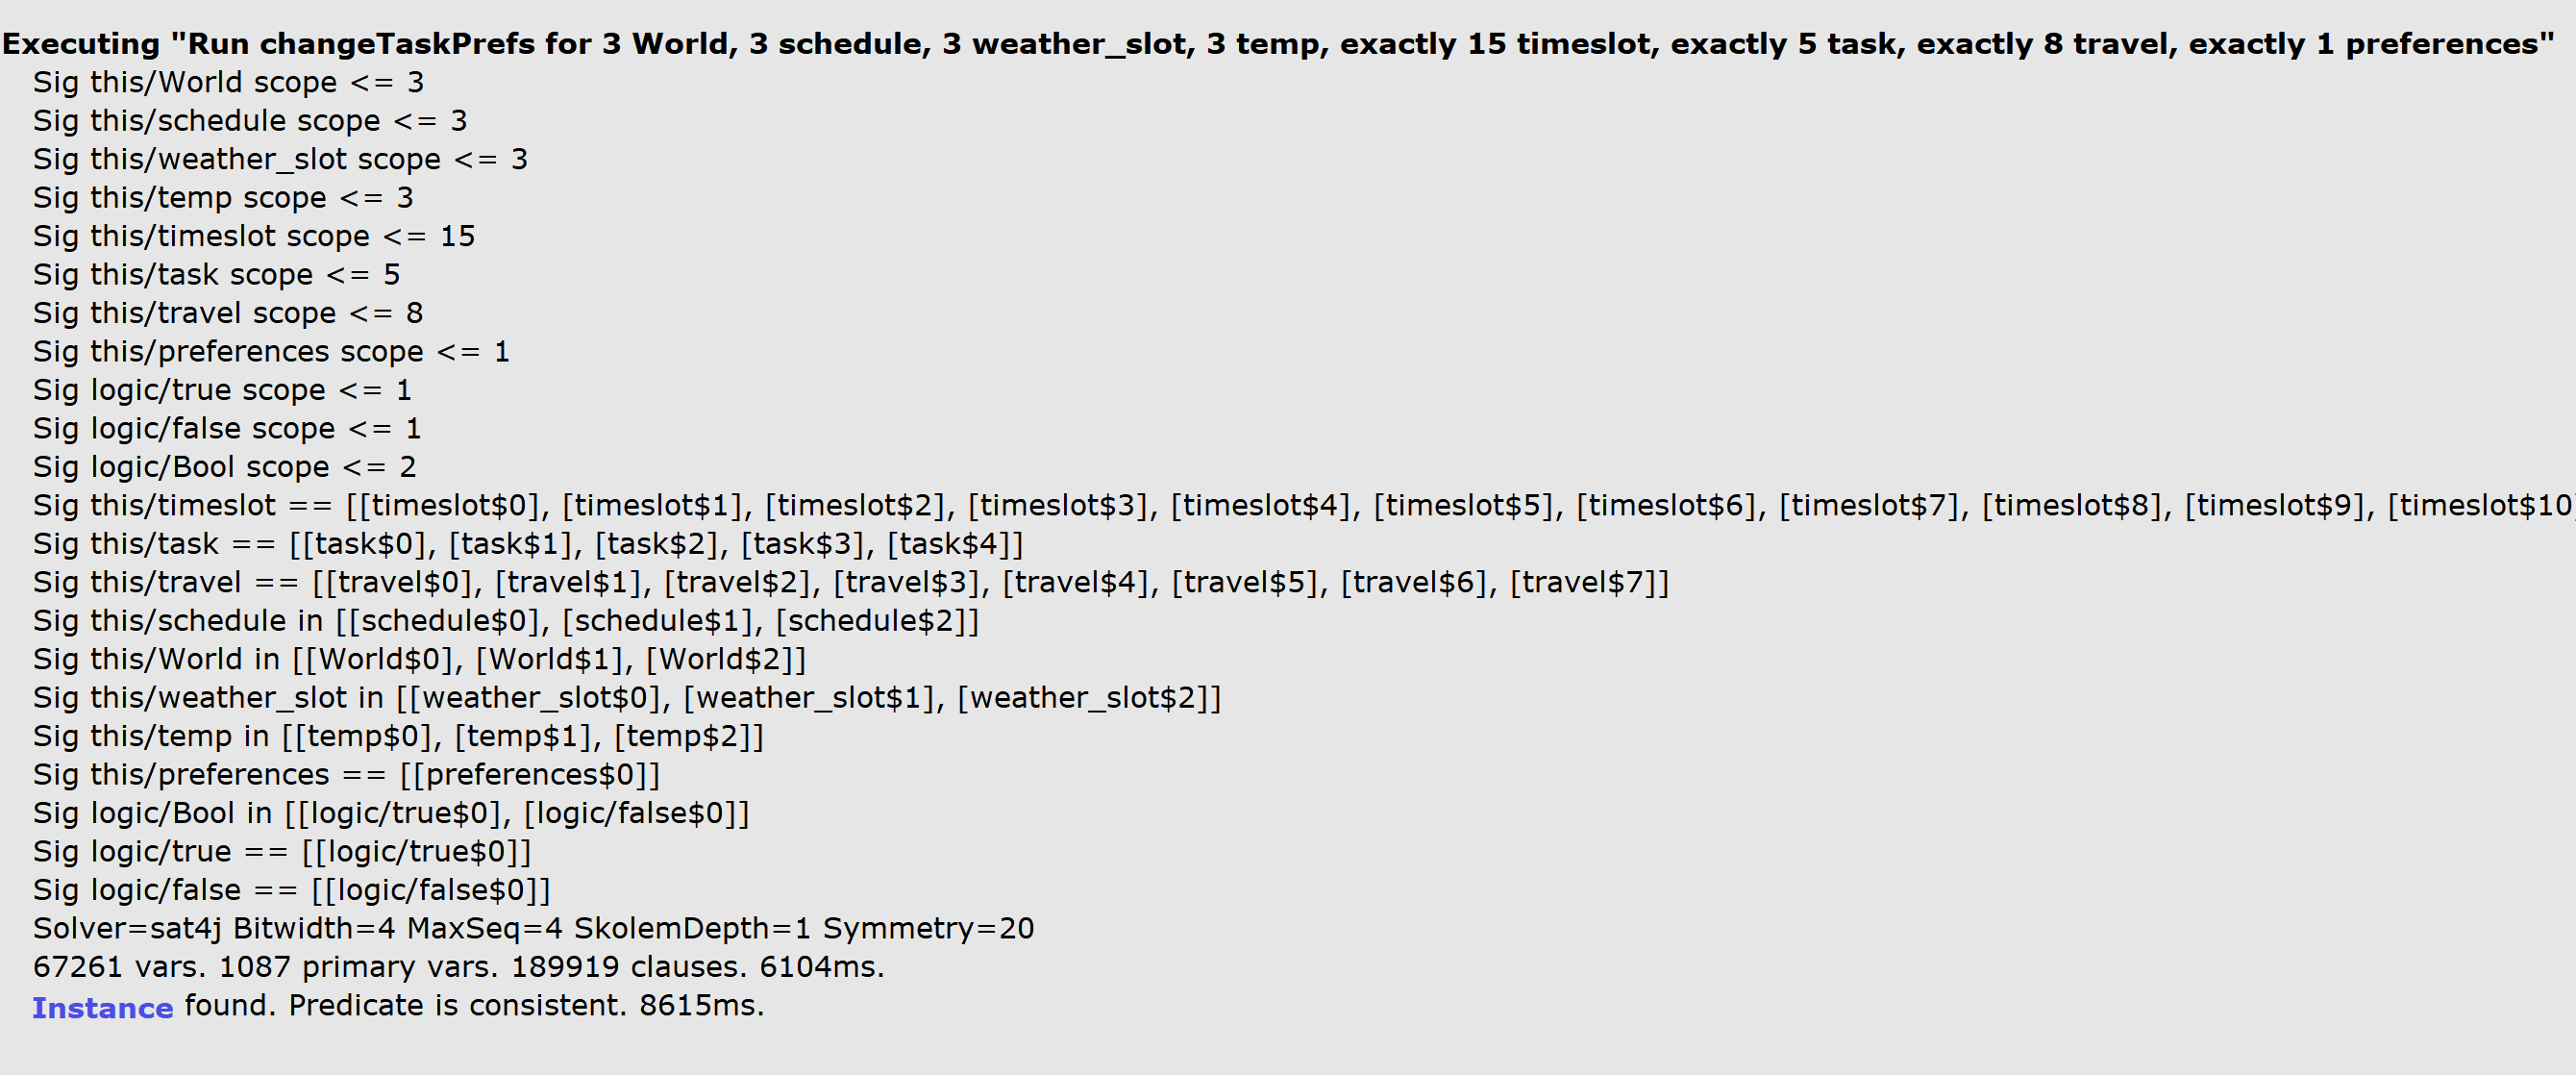 Executing "Run changeTaskPrefs for 3 World, 3 schedule, 3 weather_slot, 3 temp, exactly 15 timeslot, exactly 5 task, exactly 8 travel, exactly 1 preferences"
Sig this/World scope <= 3
Sig this/schedule scope <= 3
Sig this/weather_slot scope <= 3
Sig this/temp scope <= 3
Sig this/timeslot scope <= 15
Sig this/task scope <= 5
Sig this/travel scope <= 8
Sig this/preferences scope <= 1
Sig logic/true scope <= 1
Sig logic/false scope <= 1
Sig logic/Bool scope <= 2
Sig this/timeslot == [[timeslot$0], [timeslot$1], [timeslot$2], [timeslot$3], [timeslot$4], [timeslot$5], [timeslot$6], [timeslot$7], [timeslot$8], [timeslot$9], [timeslot$10
Sig this/task == [[task$0], [task$1], [task$2], [task$3], [task$4]]
Sig this/travel == [[travel$0], [travel$1], [travel$2], [travel$3], [travel$4], [travel$5], [travel$6], [travel$7]]
Sig this/schedule in [[schedule$0], [schedule$1], [schedule$2]]
Sig this/World in [[World$0], [World$1], [World$2]]
Sig this/weather_slot in [[weather_slot$0], [weather_slot$1], [weather_slot$2]]
Sig this/temp in [[temp$0], [temp$1], [temp$2]]
Sig this/preferences == [[preferences$0]]
Sig logic/Bool in [[logic/true$0], [logic/false$0]]
Sig logic/true == [[logic/true$0]]
Sig logic/false == [[logic/false$0]]
Solver=sat4j Bitwidth=4 MaxSeq=4 SkolemDepth=1 Symmetry=20
67261 vars. 1087 primary vars. 189919 clauses. 6104ms.
Instance found. Predicate is consistent. 8615ms.